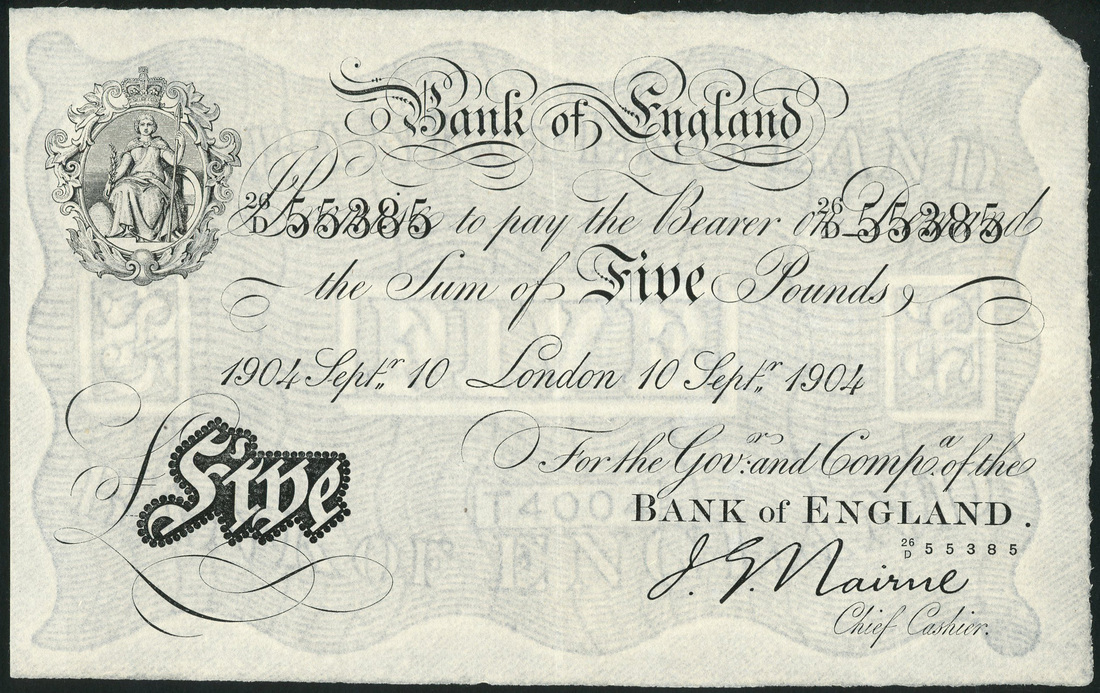 Bank of England
26/D 55385 I Promise to pay the Bearer on Demand 26/D 55385
the Sum of Five Pounds,
1904 Septr. 10 London 10 Septr. 1904
For the Govr: and Compa. of the
£Five
BANK of ENGLAND.
26/D 55385
J. G. Nairne
Chief Cashier.